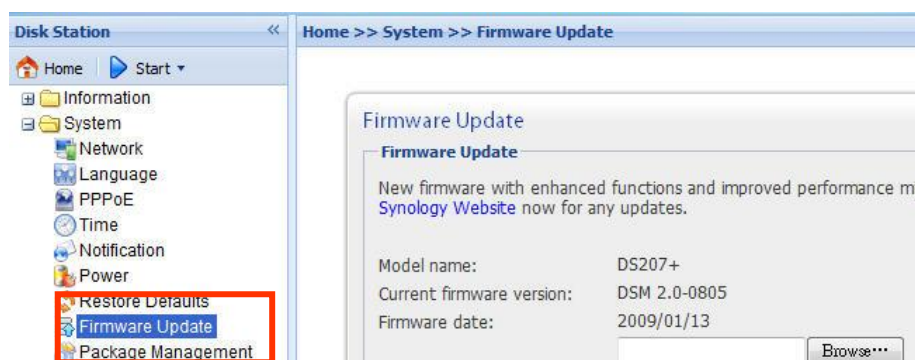 Disk Station
Home
Start
Information
System
Network
Language
PPPoE
Time
Notification
Power
Restore Defaults
Firmware Update
Package Management
Home >> System >> Firmware Update
Firmware Update
Firmware Update
New firmware with enhanced functions and improved performance m
Synology Website now for any updates.
Model name: DS207+
Current firmware version: DSM 2.0-0805
Firmware date: 2009/01/13
Browse...